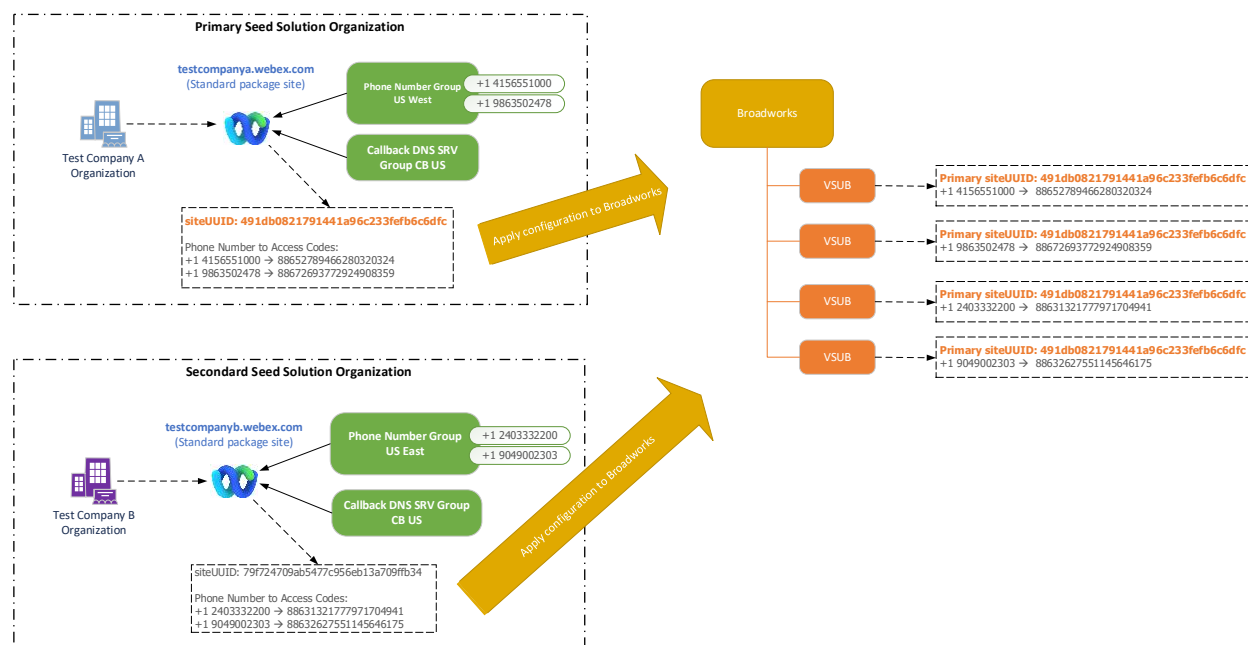 Primary Seed Solution Organization
testcompanya.webex.com
(Standard package site)
Phone Number Group
US West
+1 4156551000
+1 9863502478
Test Company A
Organization
Callback DNS SRV
Group CB US
siteUUID: 491db0821791441a96c233fefb6c6dfc
Phone Number to Access Codes:
+1 4156551000 → 88652789466280320324
+1 9863502478 → 88672693772924908359
Apply configuration to Broadworks
Secondard Seed Solution Organization
testcompanyb.webex.com
(Standard package site)
Phone Number Group
US East
+1 2403332200
+1 9049002303
Test Company B
Organization
Callback DNS SRV Group
CB US
siteUUID: 79f724709ab5477c956eb13a709ffb34
Phone Number to Access Codes:
+1 2403332200 → 88631321777971704941
+1 9049002303 → 88632627551145646175
Apply configuration to Broadworks
Broadworks
VSUB
Primary siteUUID: 491db0821791441a96c233fefb6c6dfc
+1 4156551000 → 88652789466280320324
VSUB
Primary siteUUID: 491db0821791441a96c233fefb6c6dfc
+1 9863502478 → 88672693772924908359
VSUB
Primary siteUUID: 491db0821791441a96c233fefb6c6dfc
+1 2403332200 → 88631321777971704941
VSUB
Primary siteUUID: 491db0821791441a96c233fefb6c6dfc
+1 9049002303 → 88632627551145646175